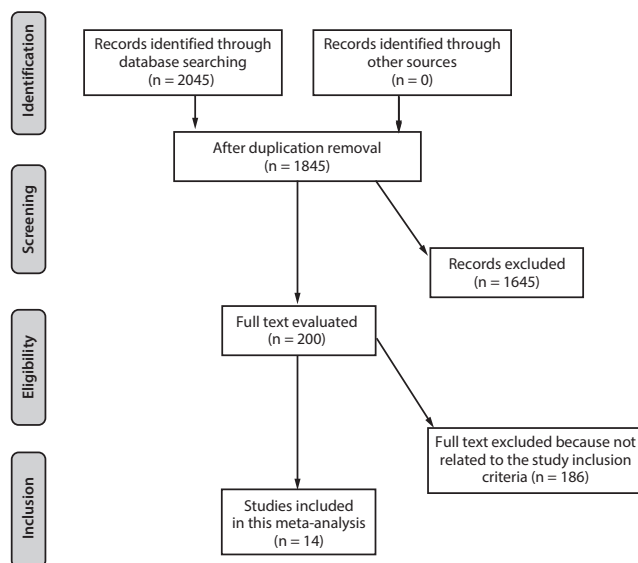 Identification
Records identified through
database searching
(n = 2045)
Records identified through
other sources
(n = 0)
After duplication removal
(n = 1845)
Screening
Records excluded
(n = 1645)
Eligibility
Full text evaluated
(n = 200)
Full text excluded because not
related to the study inclusion
criteria (n = 186)
Inclusion
Studies included
in this meta-analysis
(n = 14)